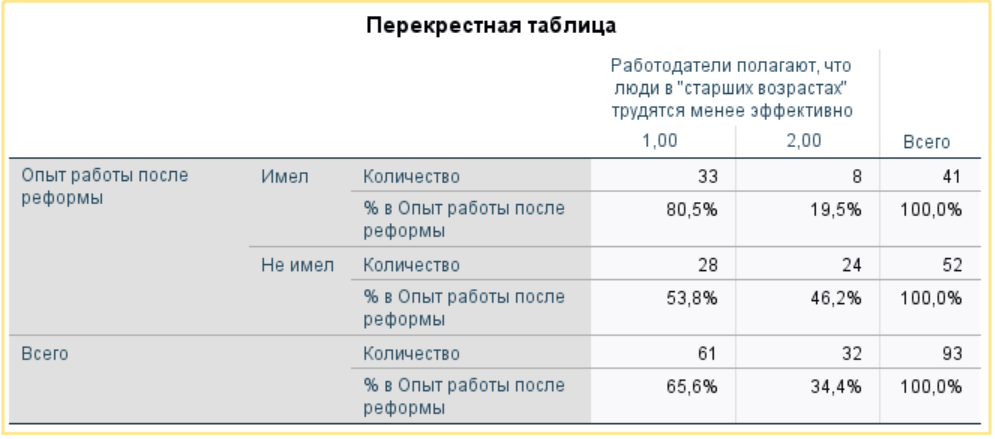 Перекрестная таблица
Работодатели полагают, что
люди в "старших возрастах"
трудятся менее эффективно
1,00 2,00 Всего
Опыт работы после
реформы
Имел Количество 33 8 41
% в Опыт работы после
реформы
80,5% 19,5% 100,0%
Не имел Количество 28 24 52
% в Опыт работы после
реформы
53,8% 46,2% 100,0%
Всего Количество 61 32 93
% в Опыт работы после
реформы
65,6% 34,4% 100,0%